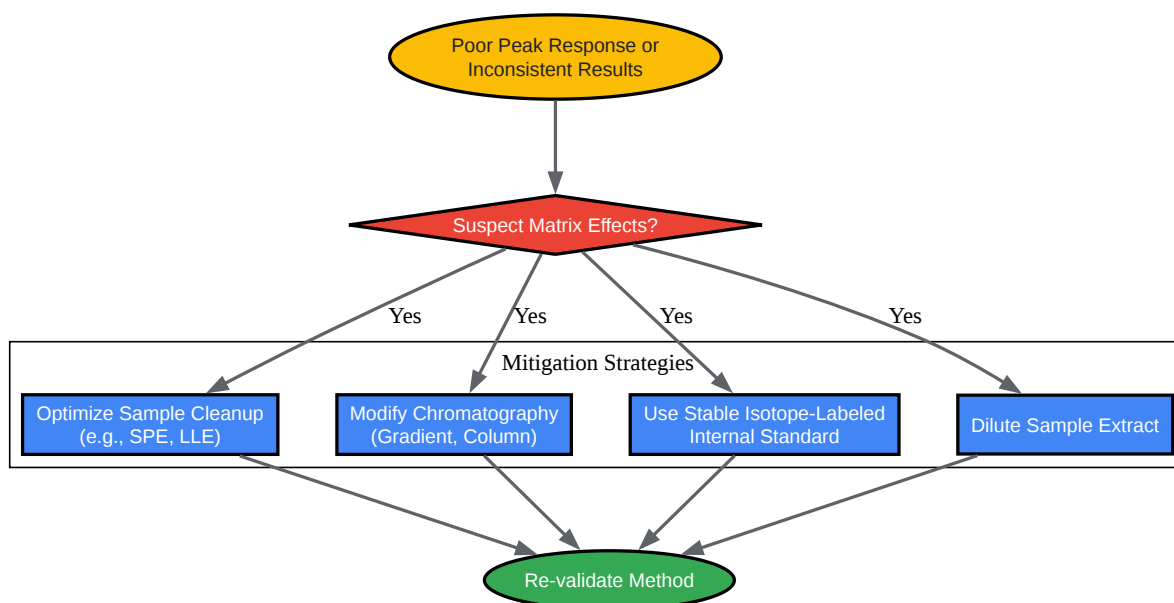 Poor Peak Response or
Inconsistent Results
Suspect Matrix Effects?
Yes
Yes
Yes
Yes
Mitigation Strategies
Optimize Sample Cleanup
(e.g., SPE, LLE)
Modify Chromatography
(Gradient, Column)
Use Stable Isotope-Labeled
Internal Standard
Dilute Sample Extract
Re-validate Method